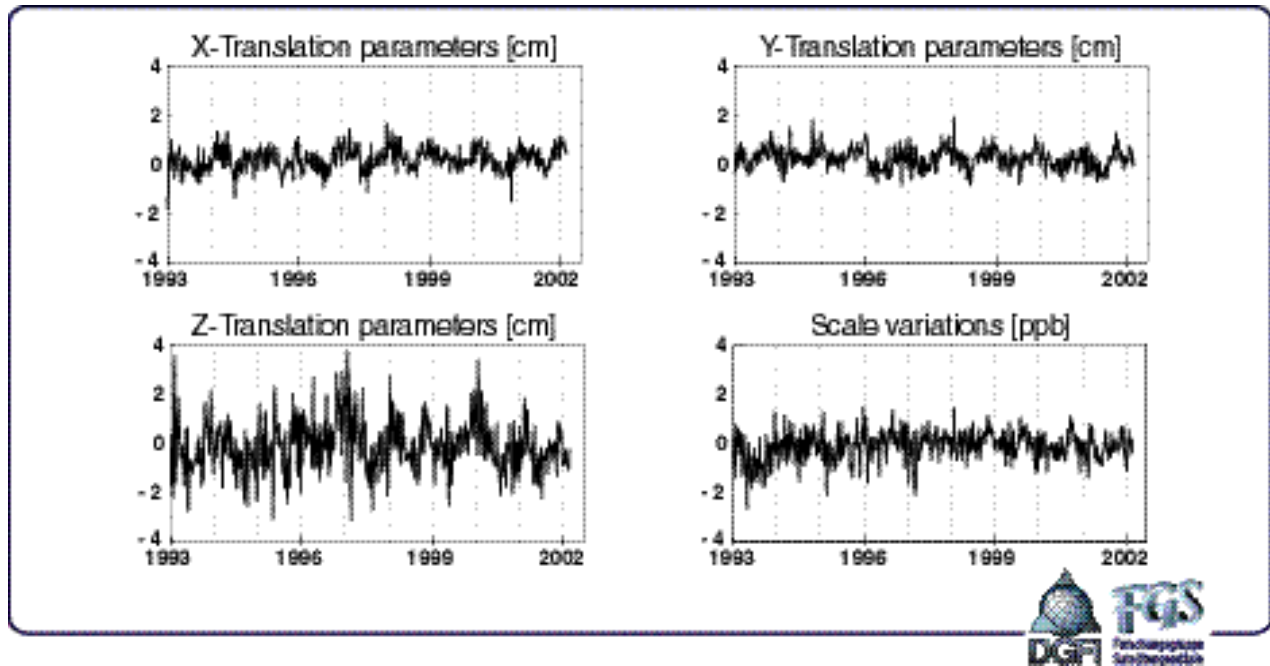 X-Translation parameters [cm]
4
2
0
-2
-4
1993 1996 1999 2002
Y-Translation parameters [cm]
4
2
0
-2
-4
1993 1996 1999 2002
Z-Translation parameters [cm]
4
2
0
-2
-4
1993 1996 1999 2002
Scale variations [ppb]
4
2
0
-2
-4
1993 1996 1999 2002
DGFI
FGS
Forschungsgruppe